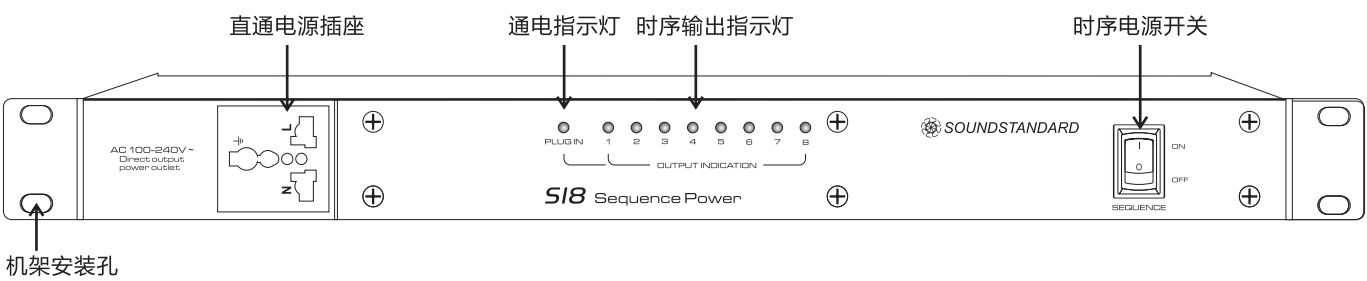 直通电源插座
通电指示灯
时序输出指示灯
时序电源开关
AC 100-240V ~
Direct output
power outlet
L
N
PLUG IN 1 2 3 4 5 6 7 8
OUTPUT INDICATION
S18 Sequence Power
SOUNDSTANDARD
I
O
ON
OFF
SEQUENCE
机架安装孔